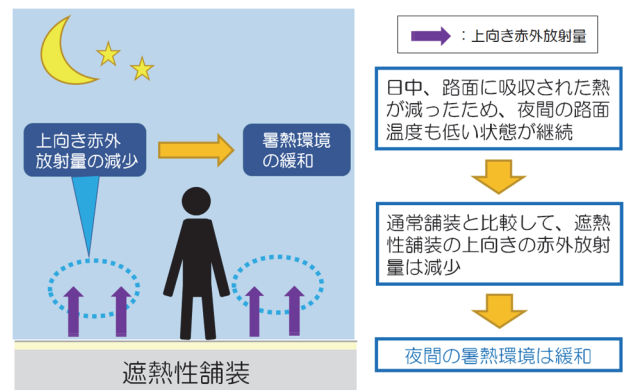 ：上向き赤外放射量
上向き赤外
放射量の減少
暑熱環境
の緩和
遮熱性舗装
日中、路面に吸収された熱
が減ったため、夜間の路面
温度も低い状態が継続
通常舗装と比較して、遮熱
性舗装の上向きの赤外放射
量は減少
夜間の暑熱環境は緩和